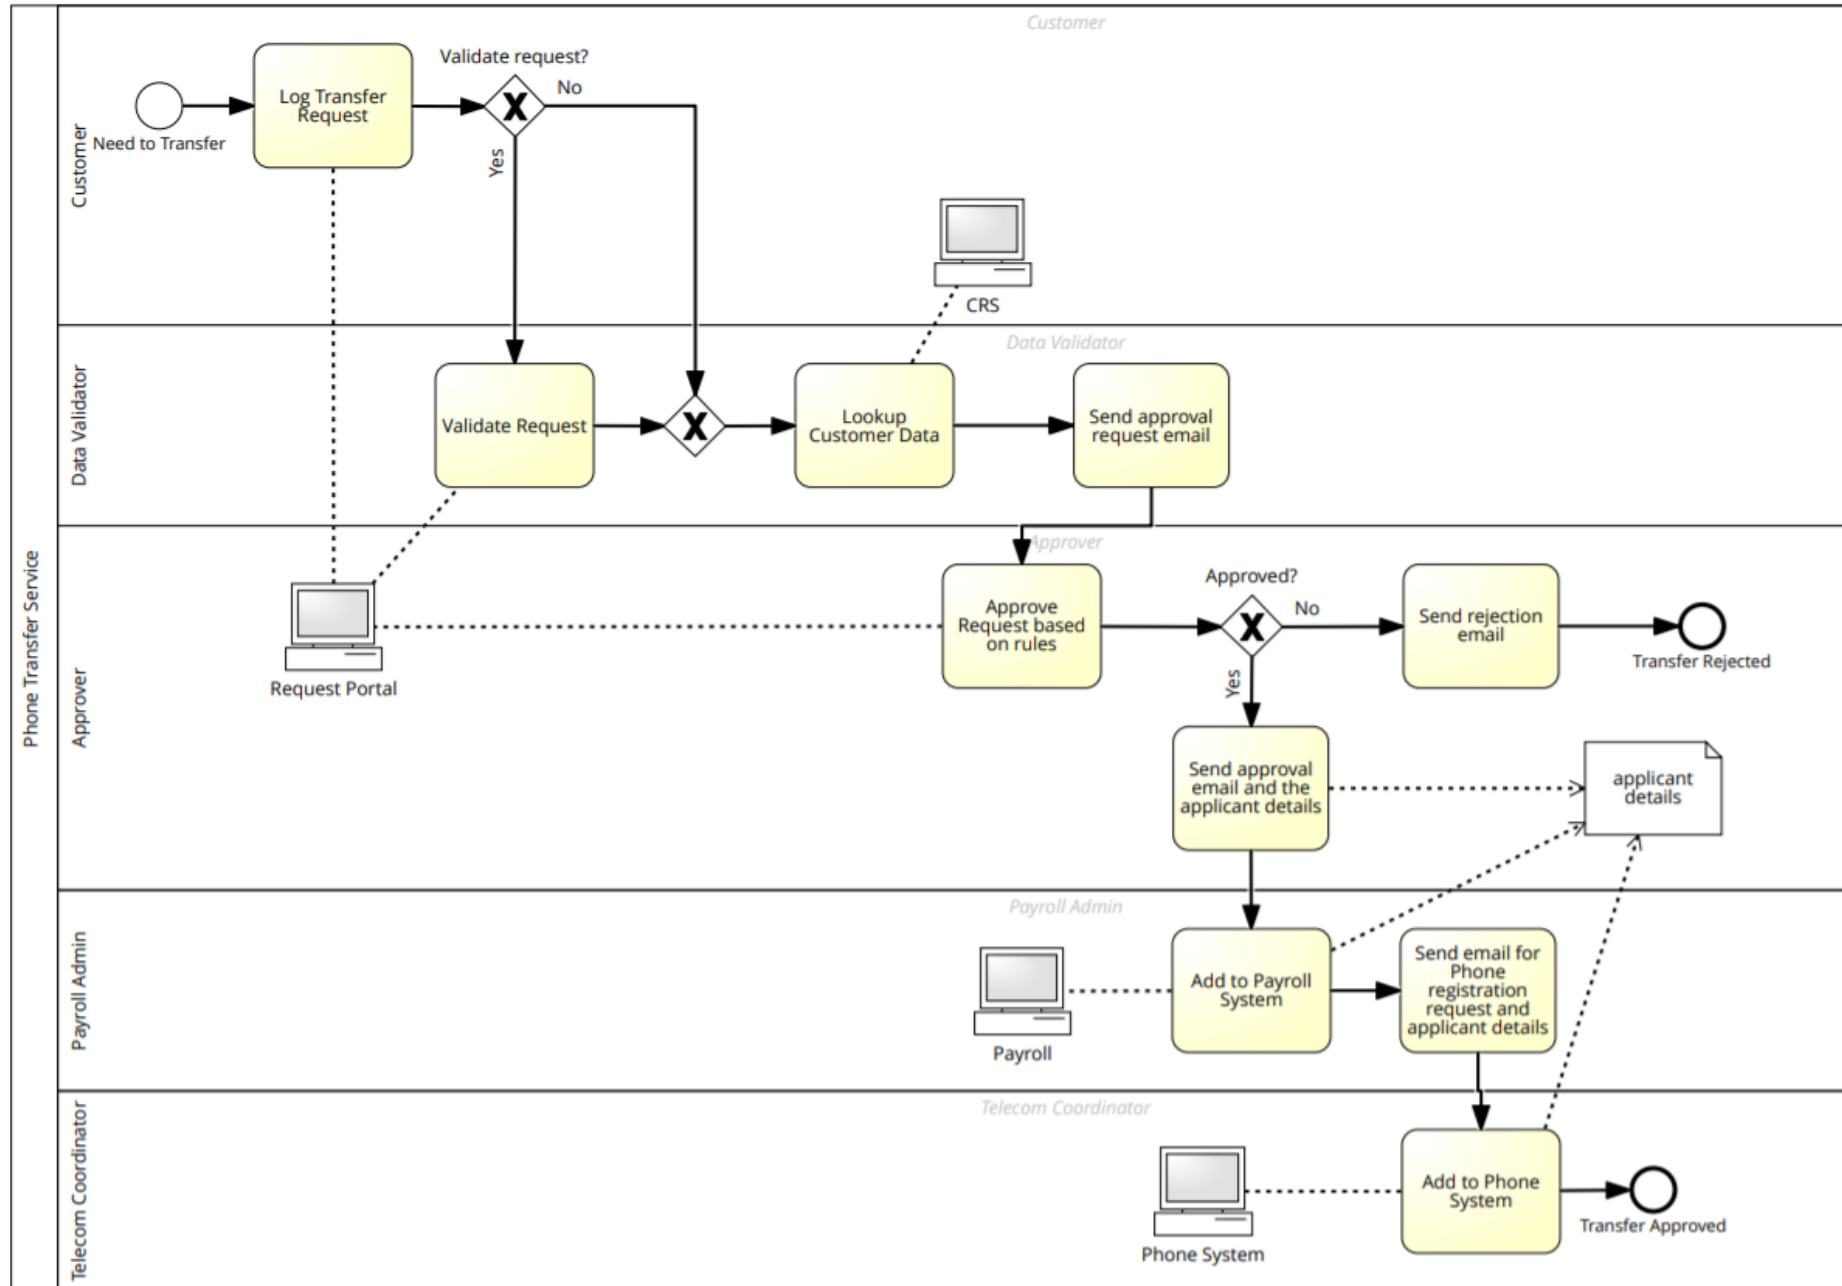 Phone Transfer Service
Customer
Customer
Need to Transfer
Log Transfer
Request
Validate request?
No
Yes
CRS
Data Validator
Data Validator
Validate Request
Lookup
Customer Data
Send approval
request email
Approver
Approver
Request Portal
Approve
Request based
on rules
Approved?
No
Yes
Send rejection
email
Transfer Rejected
Send approval
email and the
applicant details
applicant
details
Payroll Admin
Payroll Admin
Payroll
Add to Payroll
System
Send email for
Phone
registration
request and
applicant details
Telecom Coordinator
Telecom Coordinator
Phone System
Add to Phone
System
Transfer Approved